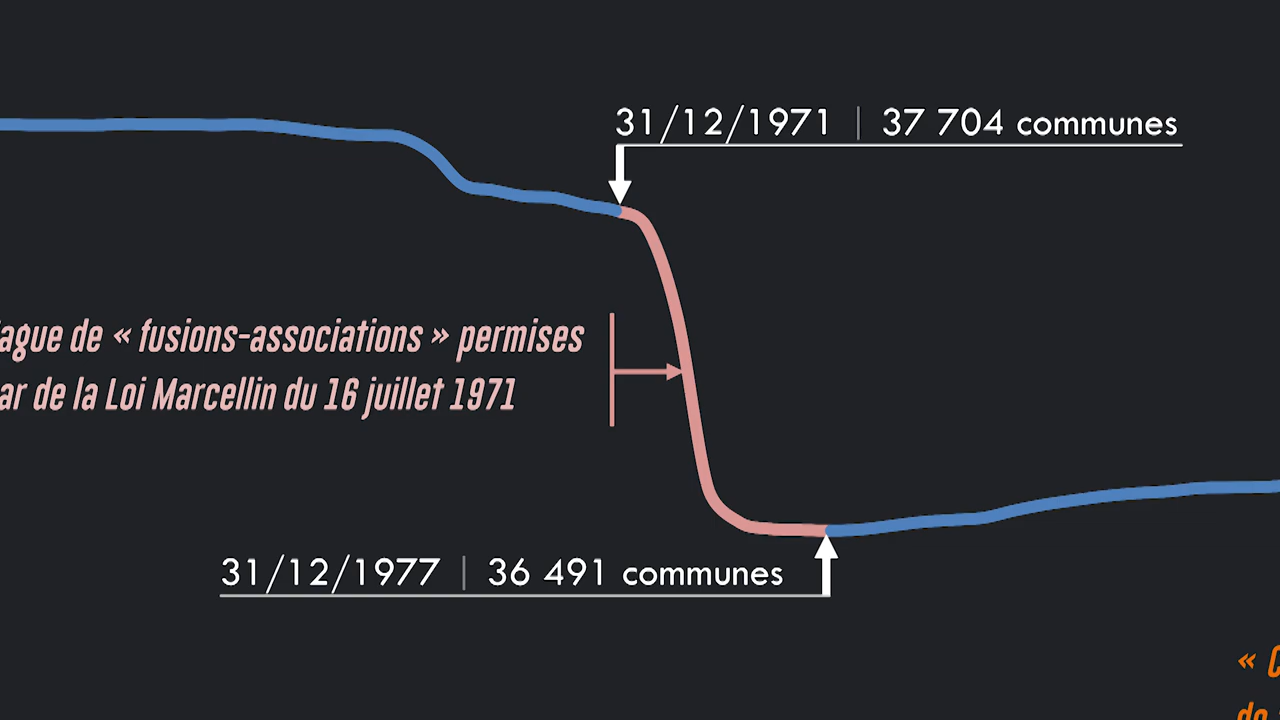 31/12/1971 | 37 704 communes
ague de « fusions-associations » permises
ar de la Loi Marcellin du 16 juillet 1971
31/12/1977 | 36 491 communes
«
de